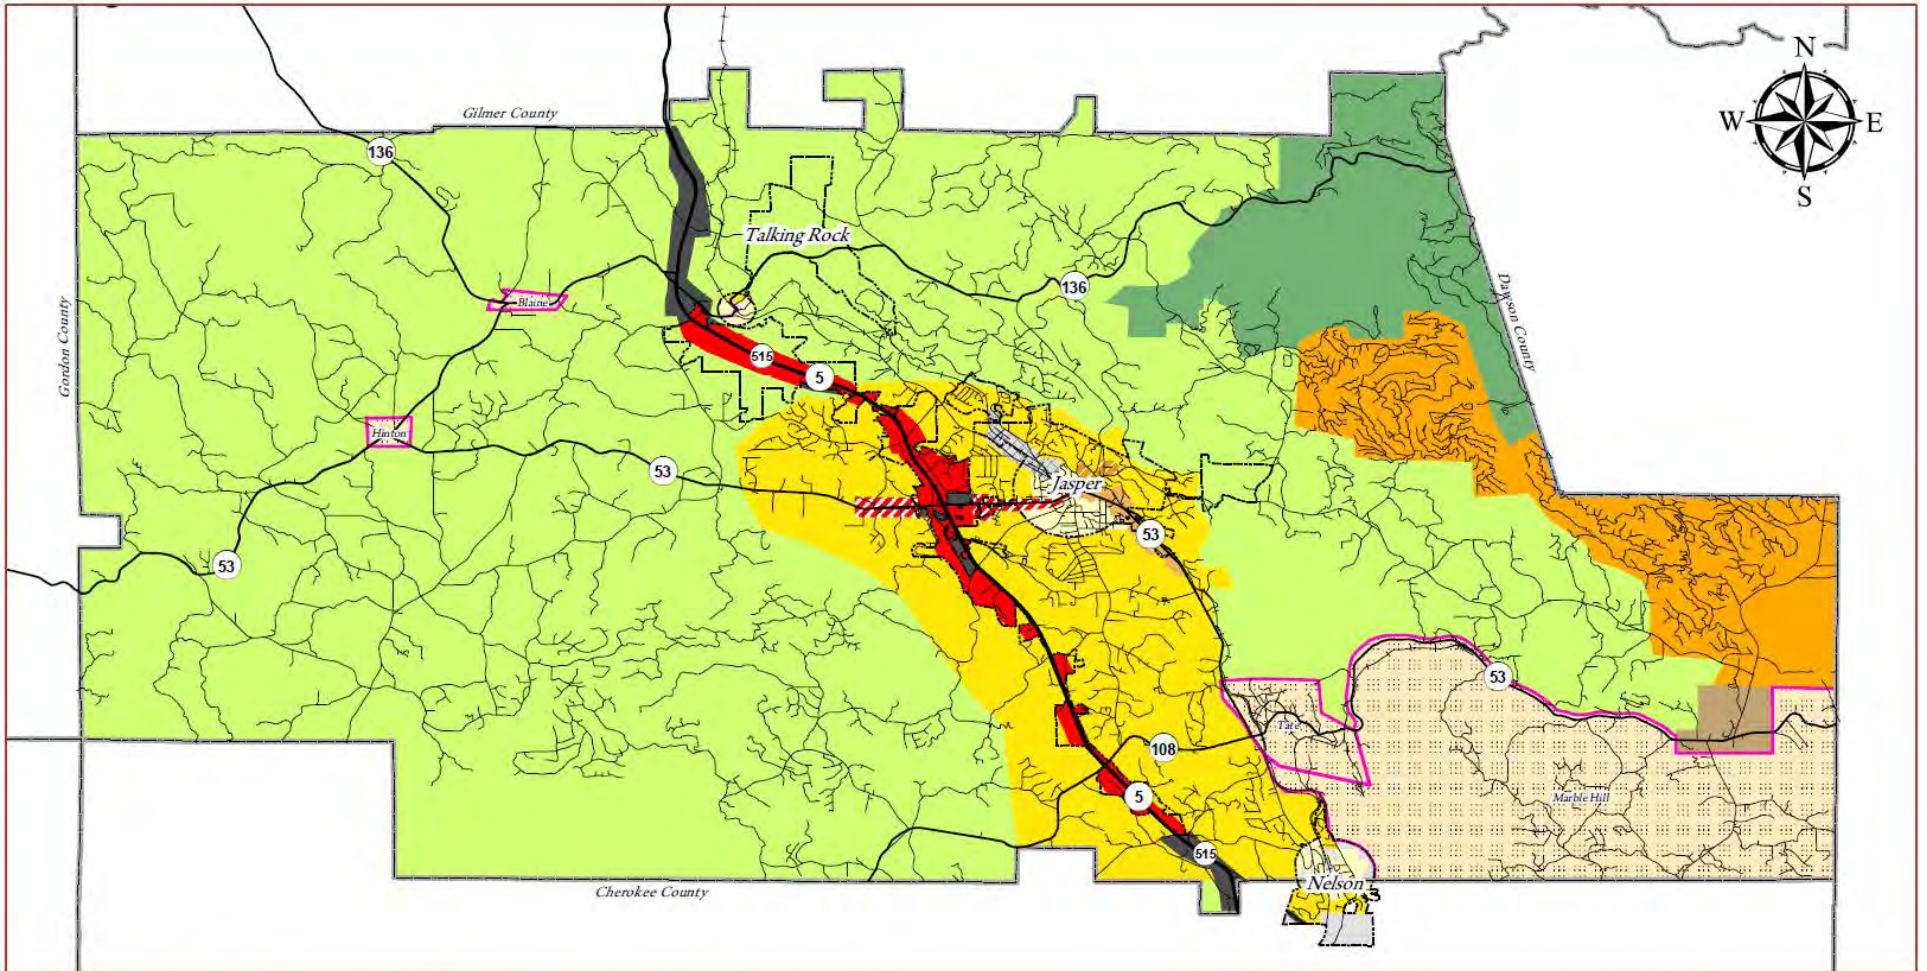 N
W E
S
Gilmer County
136
Talking Rock
136
Blaine
Gordon County
Dawson County
515
5
Hinton
53
Jasper
53
53
53
Tate
108
5
Marble Hill
515
Nelson
Cherokee County